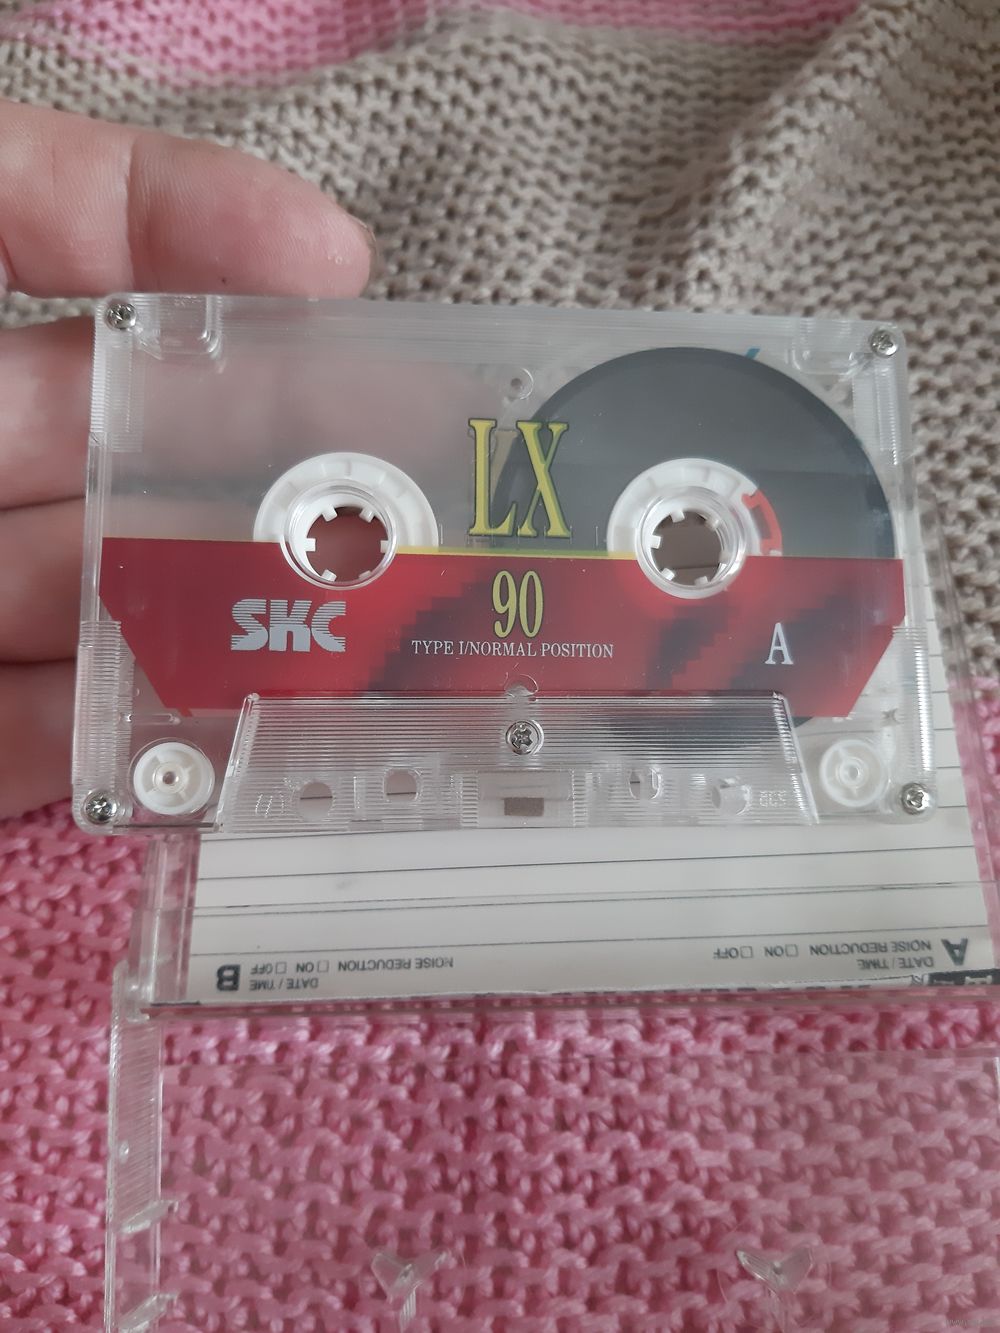 LX
90
SKC
TYPE I/NORMAL POSITION
A
A
DATE / TIME
NOISE REDUCTION □ ON □ OFF
B
DATE / TIME
NOISE REDUCTION □ ON □ OFF